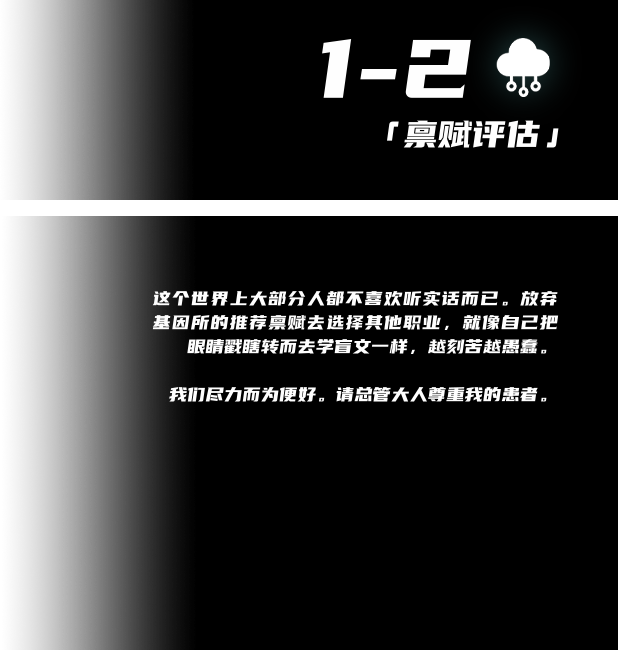 1-2
「禀赋评估」
这个世界上大部分人都不喜欢听实话而已。放弃
基因所的推荐禀赋去选择其他职业，就像自己把
眼睛戳瞎转而去学盲文一样，越刻苦越愚蠢。
我们尽力而为便好。请总管大人尊重我的患者。